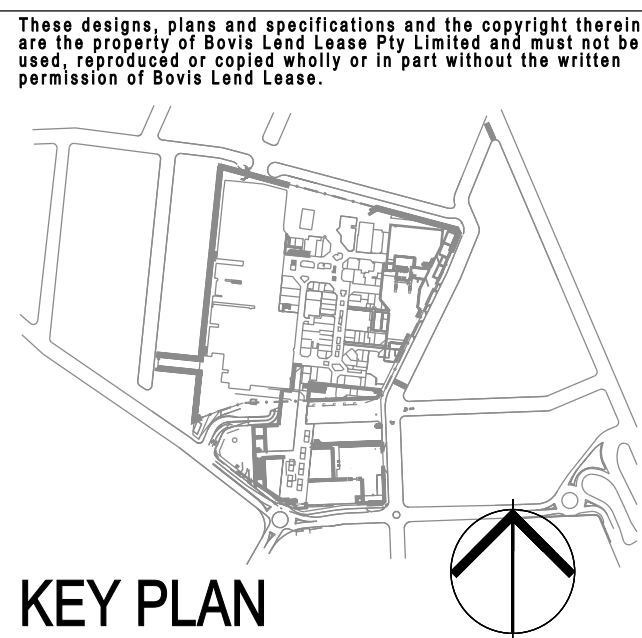 These designs, plans and specifications and the copyright therein
are the property of Bovis Lend Lease Pty Limited and must not be
used, reproduced or copied wholly or in part without the written
permission of Bovis Lend Lease.
KEY PLAN